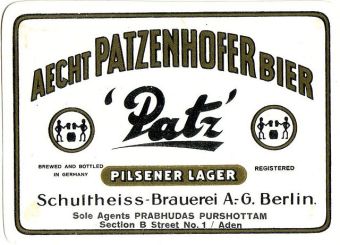 AECHT PATZENHOFER BIER
'Patz'
BREWED AND BOTTLED
IN GERMANY
REGISTERED
PILSENER LAGER
Schultheiss-Brauerei A.-G. Berlin.
Sole Agents PRABHUDAS PURSHOTTAM
Section B Street No. 1 / Aden